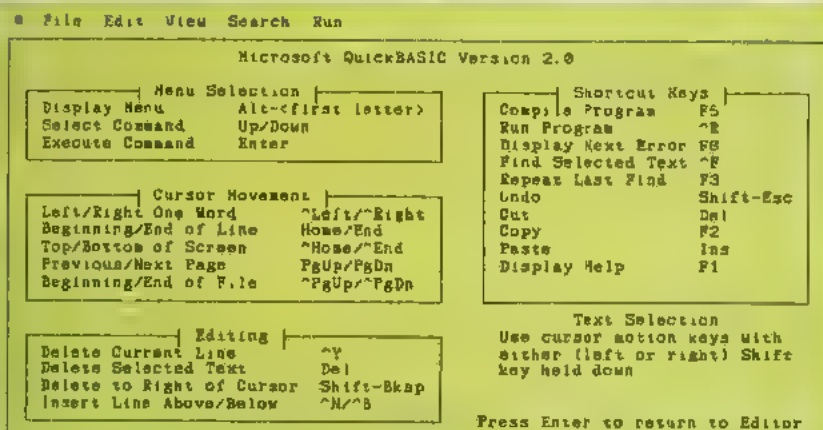 File Edit View Search Run
Microsoft QuickBASIC Version 2.0
Menu Selection
Display Menu Alt-<first letter>
Select Command Up/Down
Execute Command Enter
Cursor Movement
Left/Right One Word ^Left/^Right
Beginning/End of Line Home/End
Top/Bottom of Screen ^Home/^End
Previous/Next Page PgUp/PgDn
Beginning/End of File ^PgUp/^PgDn
Editing
Delete Current Line ^Y
Delete Selected Text Del
Delete to Right of Cursor Shift-Bksp
Insert Line Above/Below ^N/^B
Shortcut Keys
Compile Program F5
Run Program ^R
Display Next Error F6
Find Selected Text ^F
Repeat Last Find F3
Undo Shift-Esc
Cut Del
Copy F2
Paste Ins
Display Help F1
Text Selection
Use cursor motion keys with
either (left or right) Shift
key held down
Press Enter to return to Editor